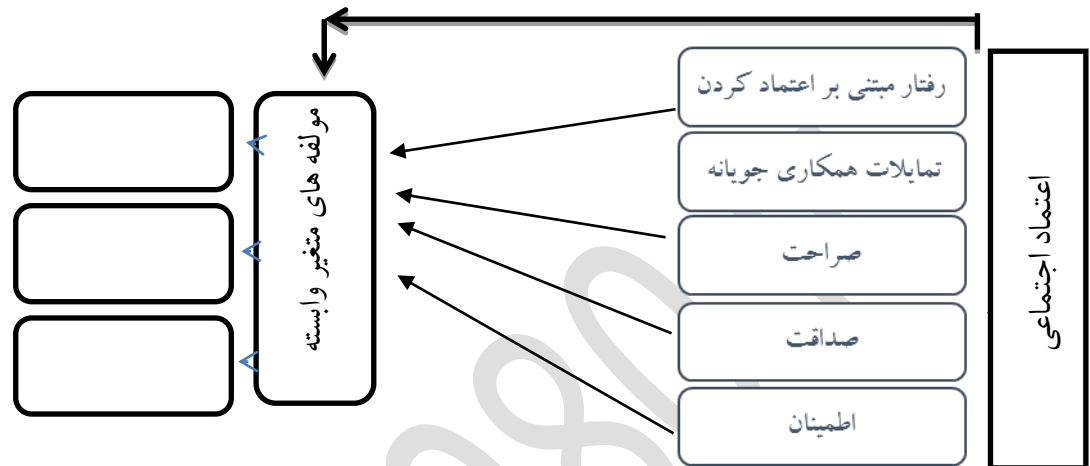 اعتماد اجتماعی
رفتار مبتنی بر اعتماد کردن
تمایلات همکاری جویانه
صراحت
صداقت
اطمینان
مولفه های متغیر وابسته